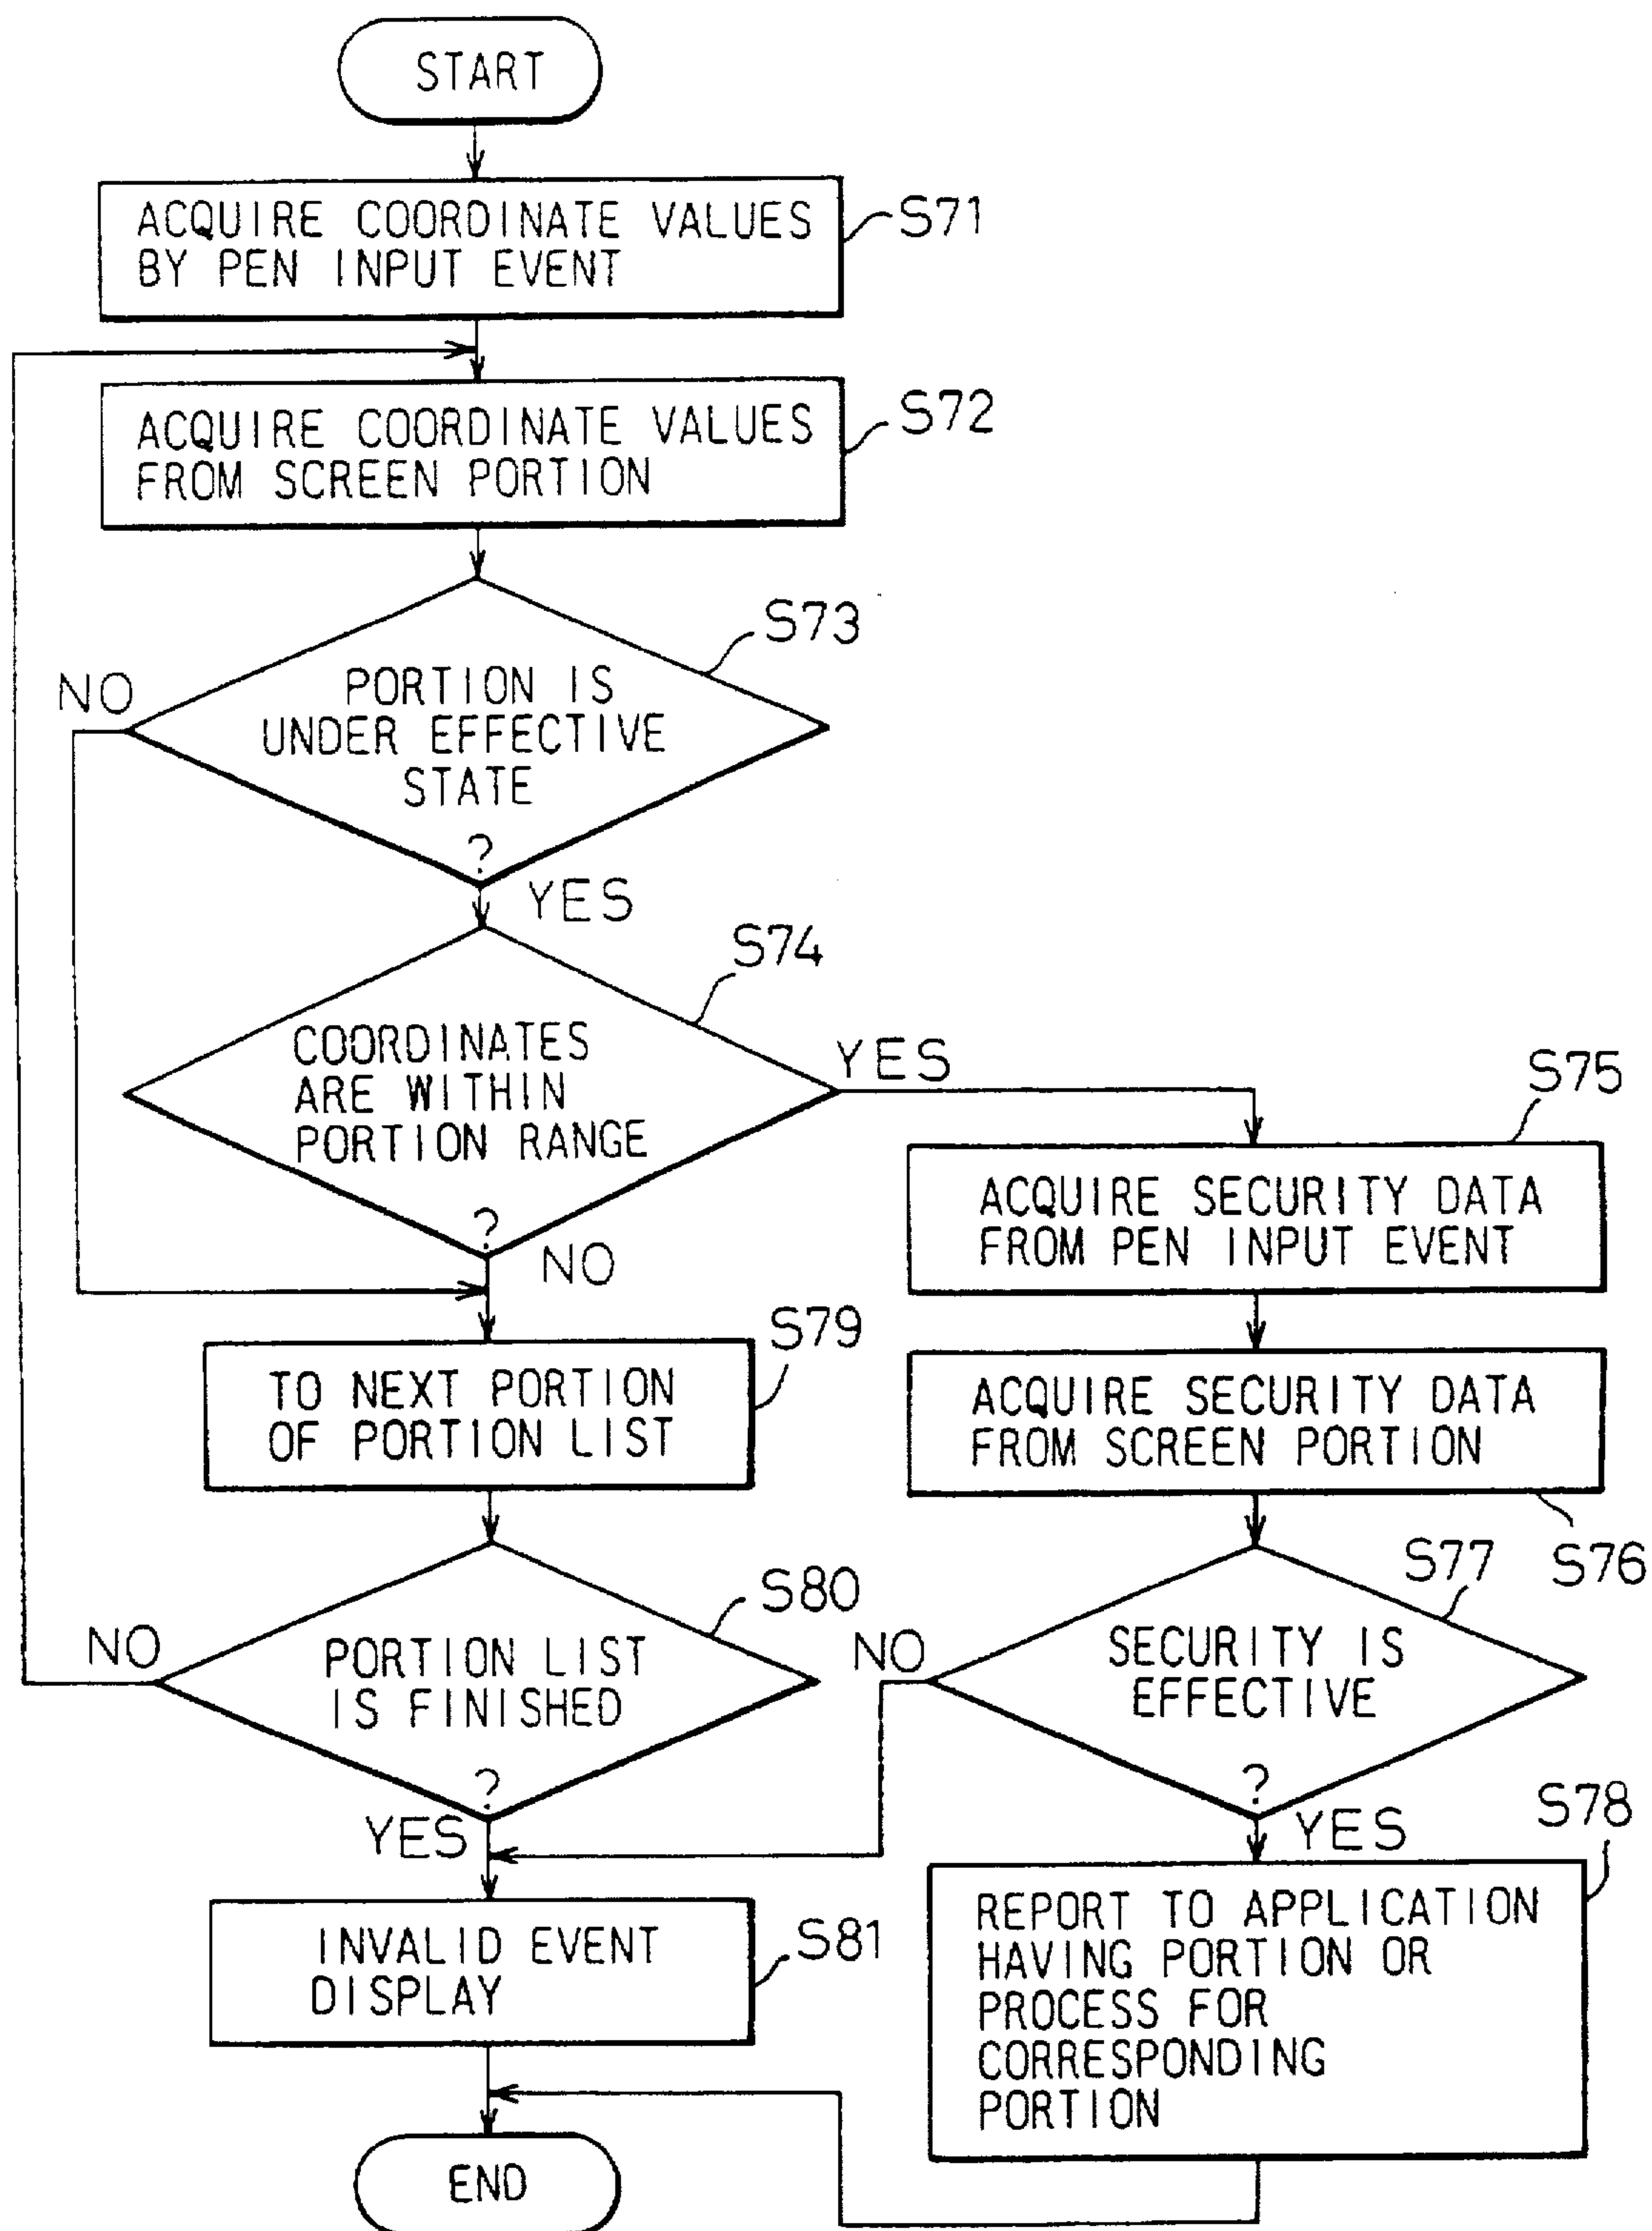 START
ACQUIRE COORDINATE VALUES
BY PEN INPUT EVENT
S71
ACQUIRE COORDINATE VALUES
FROM SCREEN PORTION
S72
S73
NO
PORTION IS
UNDER EFFECTIVE
STATE
?
YES
S74
COORDINATES
ARE WITHIN
PORTION RANGE
?
YES
NO
S75
ACQUIRE SECURITY DATA
FROM PEN INPUT EVENT
S79
TO NEXT PORTION
OF PORTION LIST
ACQUIRE SECURITY DATA
FROM SCREEN PORTION
S76
S80
NO
PORTION LIST
IS FINISHED
?
YES
S77
NO
SECURITY IS
EFFECTIVE
?
YES
S78
INVALID EVENT
DISPLAY
S81
REPORT TO APPLICATION
HAVING PORTION OR
PROCESS FOR
CORRESPONDING
PORTION
END